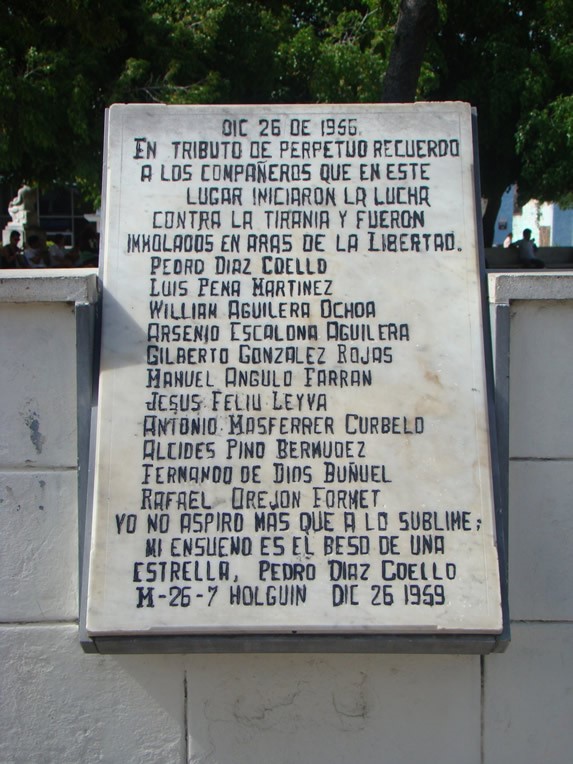 DIC 26 DE 1956.
EN TRIBUTO DE PERPETUO RECUERDO
A LOS COMPAÑEROS QUE EN ESTE
LUGAR INICIARON LA LUCHA
CONTRA LA TIRANIA Y FUERON
INMOLADOS EN ARAS DE LA LIBERTAD.
PEDRO DIAZ COELLO
LUIS PENA MARTINEZ
WILLIAN AGUILERA OCHOA
ARSENIO ESCALONA AGUILERA
GILBERTO GONZALEZ ROJAS
MANUEL ANGULO FARRAN
JESUS FELIU LEYVA
ANTONIO MASFERRER CURBELO
ALCIDES PINO BERMUDEZ
FERNANDO DE DIOS BUÑUEL
RAFAEL OREJON FORMET
YO NO ASPIRO MAS QUE A LO SUBLIME;
MI ENSUENO ES EL BESO DE UNA
ESTRELLA, PEDRO DIAZ COELLO
M-26-7 HOLGUIN DIC 26 1959